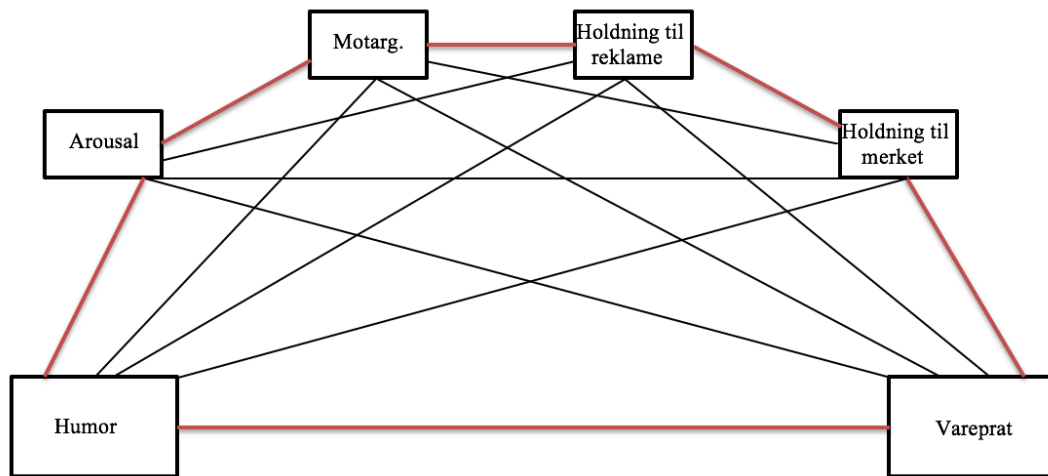 Motarg.
Holdning til
reklame
Arousal
Holdning til
merket
Humor
Vareprat